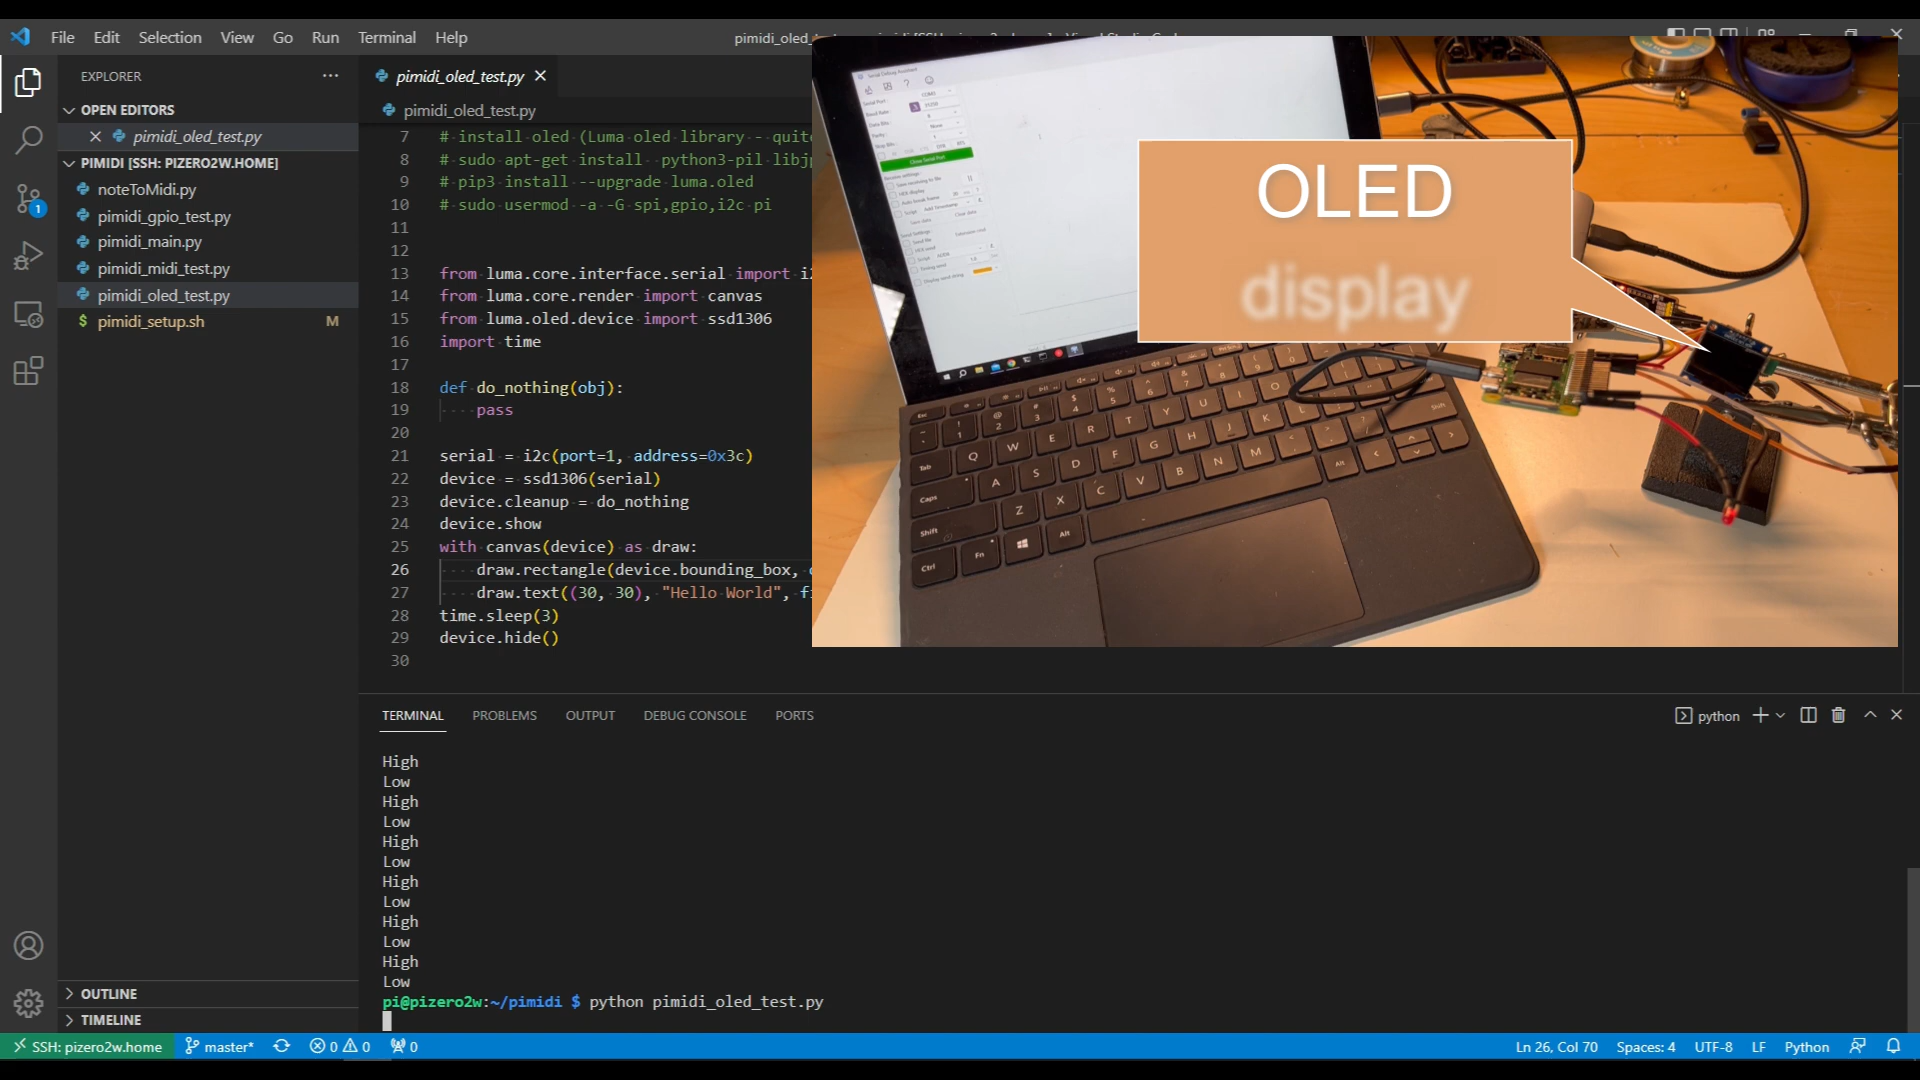 File Edit Selection View Go Run Terminal Help
EXPLORER
OPEN EDITORS
pimidi_oled_test.py
PIMIDI [SSH: PIZERO2W.HOME]
noteToMidi.py
pimidi_gpio_test.py
pimidi_main.py
pimidi_midi_test.py
pimidi_oled_test.py
pimidi_setup.sh M
OUTLINE
TIMELINE
pimidi_oled_test.py
pimidi_oled_test.py
7 # install oled (Luma oled library - quite
8 # sudo apt-get install python3-pil libjp
9 # pip3 install --upgrade luma.oled
10 # sudo usermod -a -G spi,gpio,i2c pi
11
12
13 from luma.core.interface.serial import i2
14 from luma.core.render import canvas
15 from luma.oled.device import ssd1306
16 import time
17
18 def do_nothing(obj):
19 pass
20
21 serial = i2c(port=1, address=0x3c)
22 device = ssd1306(serial)
23 device.cleanup = do_nothing
24 device.show
25 with canvas(device) as draw:
26 draw.rectangle(device.bounding_box,
27 draw.text((30, 30), "Hello World", fi
28 time.sleep(3)
29 device.hide()
30
OLED
display
TERMINAL PROBLEMS OUTPUT DEBUG CONSOLE PORTS
python
High
Low
High
Low
High
Low
High
Low
High
Low
High
Low
pi@pizero2w:~/pimidi $ python pimidi_oled_test.py
SSH: pizero2w.home master* 0 0 0
Ln 26, Col 70 Spaces: 4 UTF-8 LF Python